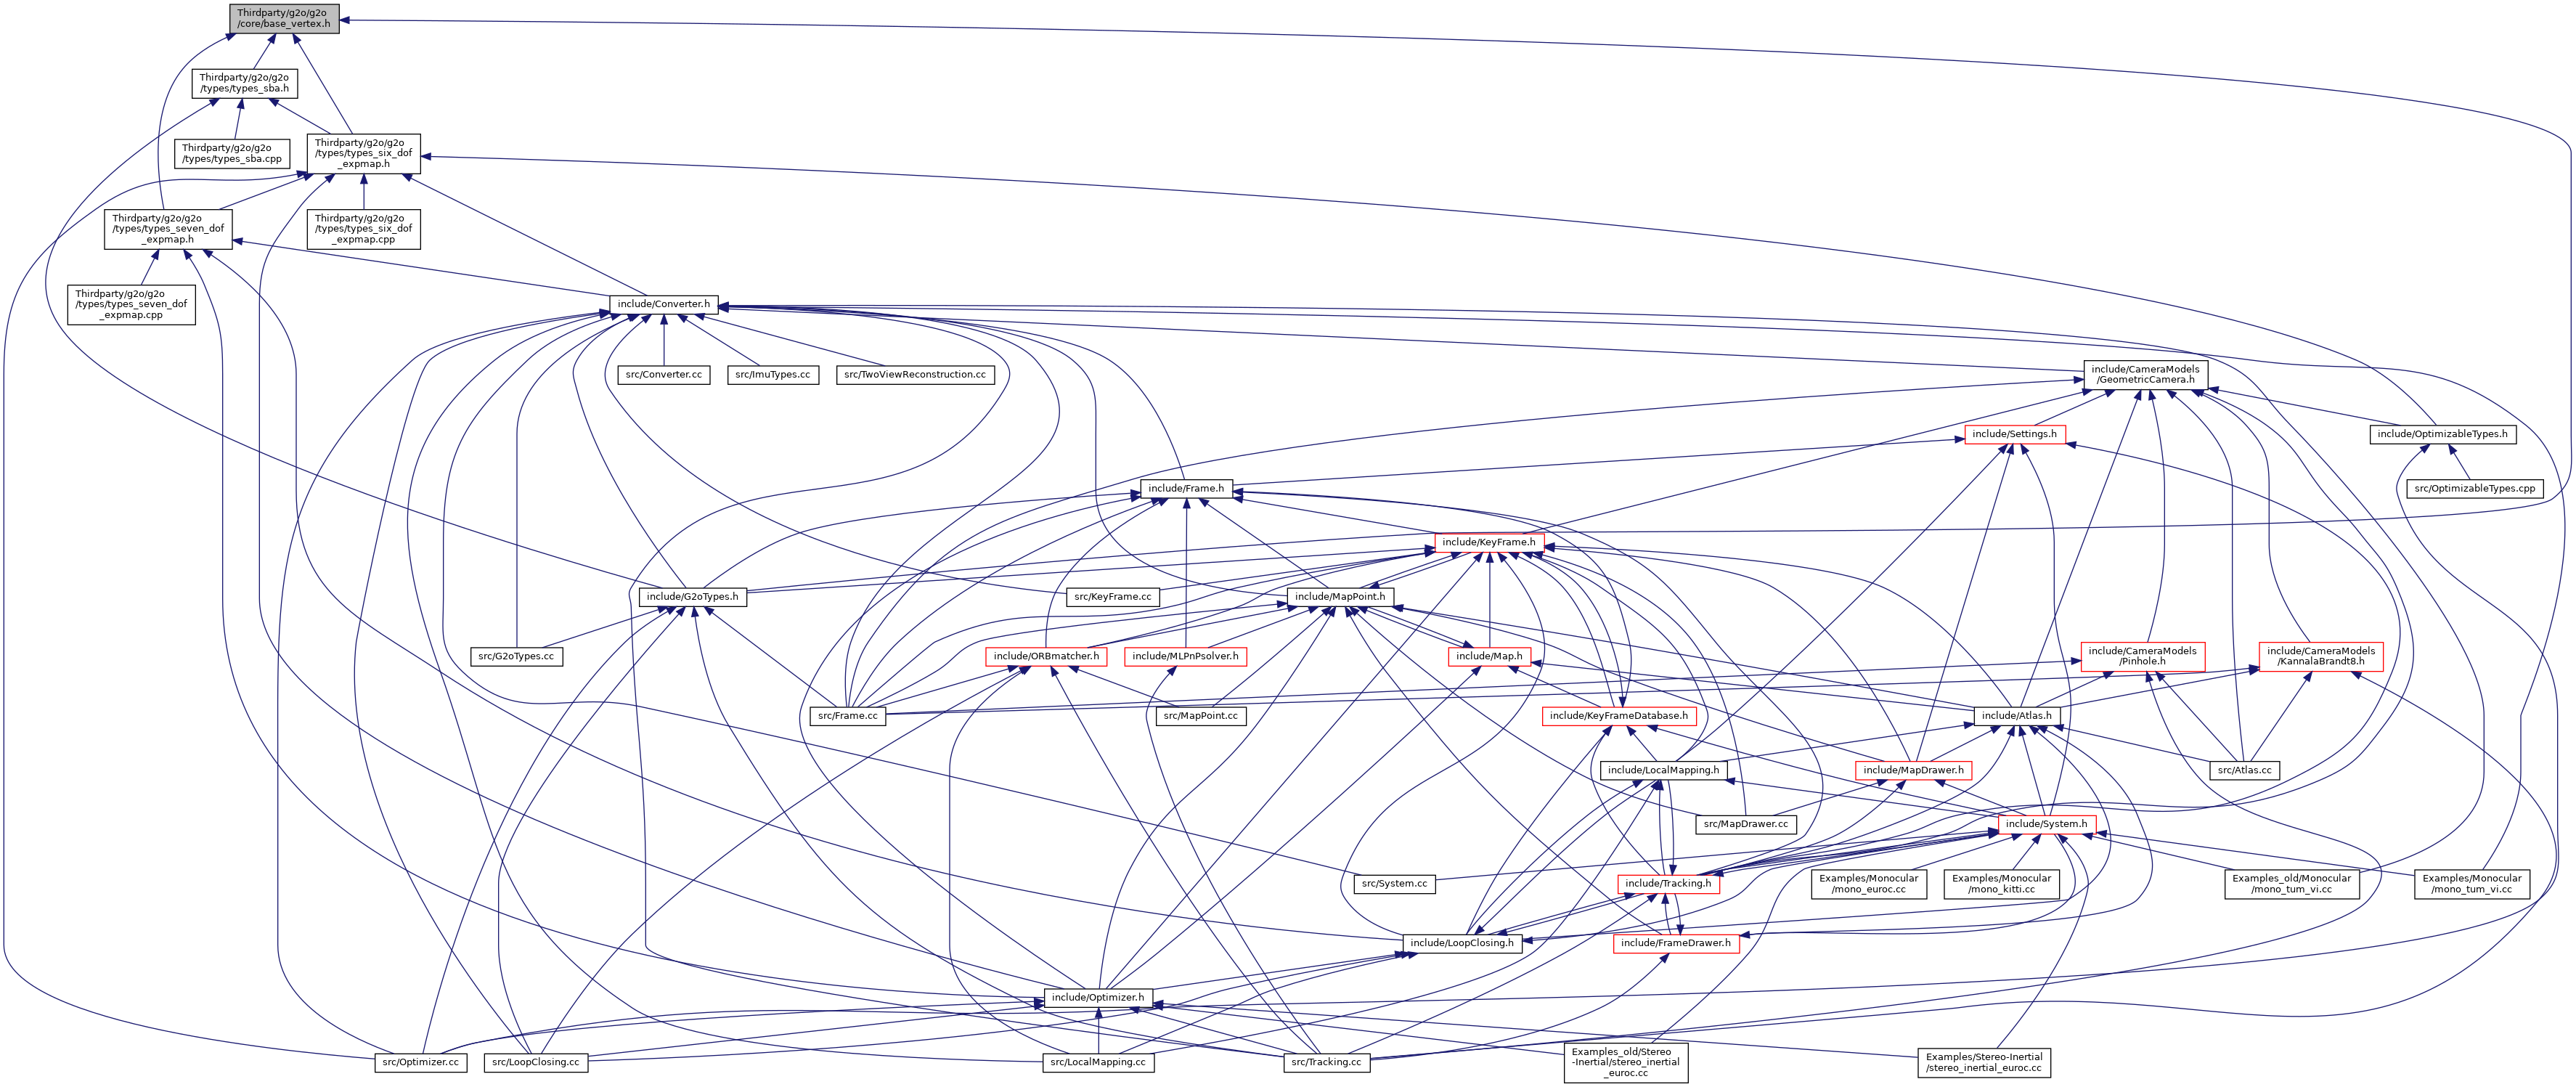 Thirdparty/g2o/g2o
/core/base_vertex.h
Thirdparty/g2o/g2o
/types/types_sba.h
Thirdparty/g2o/g2o
/types/types_sba.cpp
Thirdparty/g2o/g2o
/types/types_six_dof
_expmap.h
Thirdparty/g2o/g2o
/types/types_seven_dof
_expmap.h
Thirdparty/g2o/g2o
/types/types_six_dof
_expmap.cpp
Thirdparty/g2o/g2o
/types/types_seven_dof
_expmap.cpp
include/Converter.h
src/Converter.cc
src/ImuTypes.cc
src/TwoViewReconstruction.cc
include/CameraModels
/GeometricCamera.h
include/Settings.h
include/OptimizableTypes.h
include/Frame.h
src/OptimizableTypes.cpp
include/KeyFrame.h
include/G2oTypes.h
src/KeyFrame.cc
include/MapPoint.h
src/G2oTypes.cc
include/ORBmatcher.h
include/MLPnPsolver.h
include/Map.h
include/CameraModels
/Pinhole.h
include/CameraModels
/KannalaBrandt8.h
src/Frame.cc
src/MapPoint.cc
include/KeyFrameDatabase.h
include/Atlas.h
include/LocalMapping.h
include/MapDrawer.h
src/Atlas.cc
src/MapDrawer.cc
include/System.h
src/System.cc
include/Tracking.h
Examples/Monocular
/mono_euroc.cc
Examples/Monocular
/mono_kitti.cc
Examples_old/Monocular
/mono_tum_vi.cc
Examples/Monocular
/mono_tum_vi.cc
include/LoopClosing.h
include/FrameDrawer.h
include/Optimizer.h
src/Optimizer.cc
src/LoopClosing.cc
src/LocalMapping.cc
src/Tracking.cc
Examples_old/Stereo
-Inertial/stereo_inertial
_euroc.cc
Examples/Stereo-Inertial
/stereo_inertial_euroc.cc